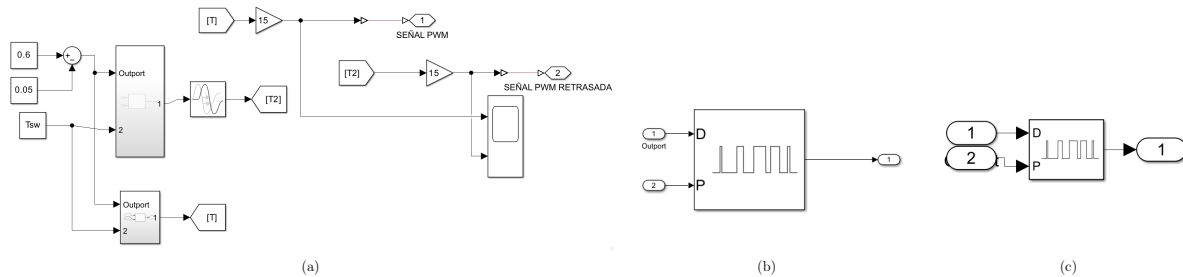 [T]
15
1
SEÑAL PWM
[T2]
15
2
SEÑAL PWM RETRASADA
0.6
+
−
0.05
Tsw
Outport
2
1
[T2]
Outport
2
1
[T]
(a)
1
Outport
D
2
P
1
(b)
1
D
2
P
1
(c)